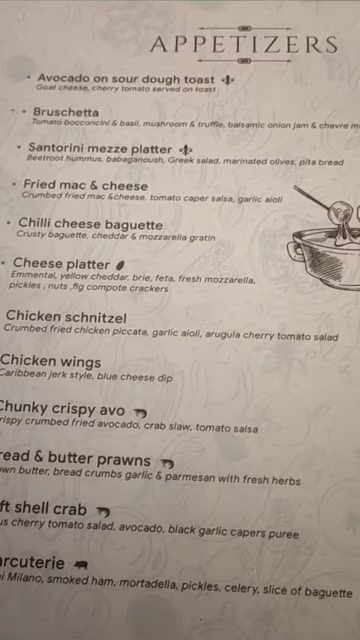 APPETIZERS
Avocado on sour dough toast
Goat cheese, cherry tomato served on toast
Bruschetta
Tomato bocconcini & basil, mushroom & truffle, balsamic onion jam & chevre
Santorini mezze platter
Beetroot hummus, babaganoush, Greek salad, marinated olives, pita bread
Fried mac & cheese
Crumbed fried mac &cheese, tomato caper salsa, garlic aioli
Chilli cheese baguette
Crusty baguette, cheddar & mozzarella gratin
Cheese platter
Emmental, yellow cheddar, brie, feta, fresh mozzarella,
pickles , nuts ,fig compote crackers
Chicken schnitzel
Crumbed fried chicken piccata, garlic aioli, arugula cherry tomato salad
Chicken wings
Caribbean jerk style, blue cheese dip
Chunky crispy avo
rispy crumbed fried avocado, crab slaw, tomato salsa
read & butter prawns
own butter, bread crumbs garlic & parmesan with fresh herbs
ft shell crab
us cherry tomato salad, avocado, black garlic capers puree
arcuterie
i Milano, smoked ham, mortadella, pickles, celery, slice of baguette